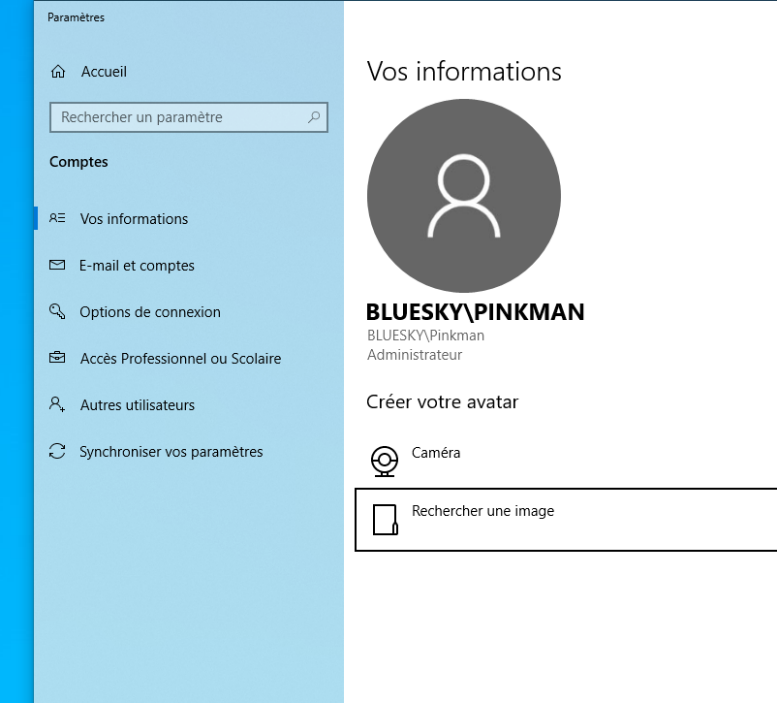 Paramètres
Accueil
Rechercher un paramètre
Comptes
Vos informations
E-mail et comptes
Options de connexion
Accès Professionnel ou Scolaire
Autres utilisateurs
Synchroniser vos paramètres
Vos informations
BLUESKY\PINKMAN
BLUESKY\Pinkman
Administrateur
Créer votre avatar
Caméra
Rechercher une image